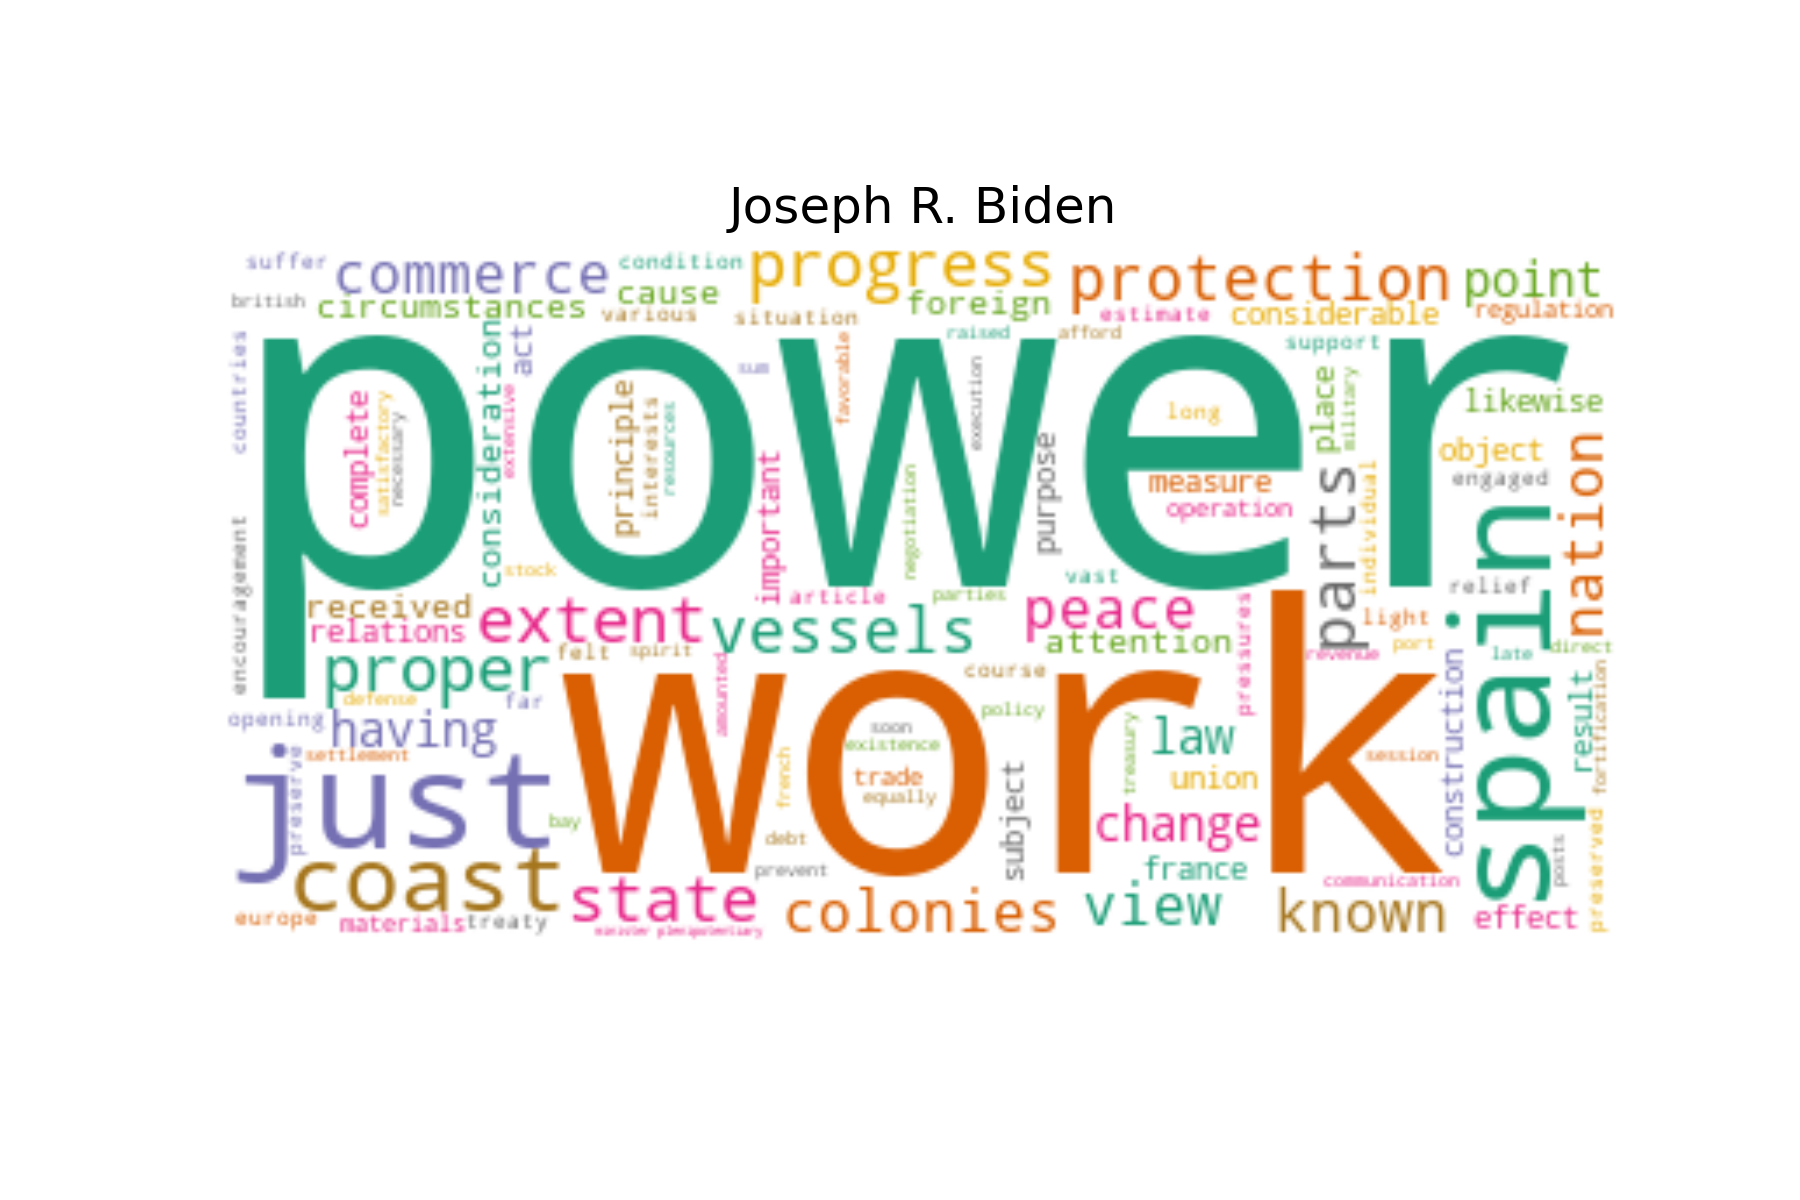 Joseph R. Biden
suffer
commerce
condition
progress
protection
point
british
circumstances
cause
various
situation
foreign
estimate
considerable
regulation
countries
consideration
act
power
sum
favorable
raised
execution
afford
support
place
military
likewise
complete
satisfactory
necessary
extensive
principle
interests
resources
long
object
engaged
nation
important
negotiation
purpose
measure
operation
parts
individual
spain
encouragement
stock
vast
relief
received
relations
extent
article
parties
vessels
peace
attention
pressures
light
revenue
port
late
direct
proper
felt
spirit
amounted
course
work
defense
far
opening
having
settlement
policy
soon
existence
treasury
law
session
construction
result
fortification
just
preserve
french
trade
equally
union
bay
debt
prevent
subject
change
france
communication
posts
preserved
coast
state
colonies
view
known
effect
europe
materials
treaty
minister plenipotentiary